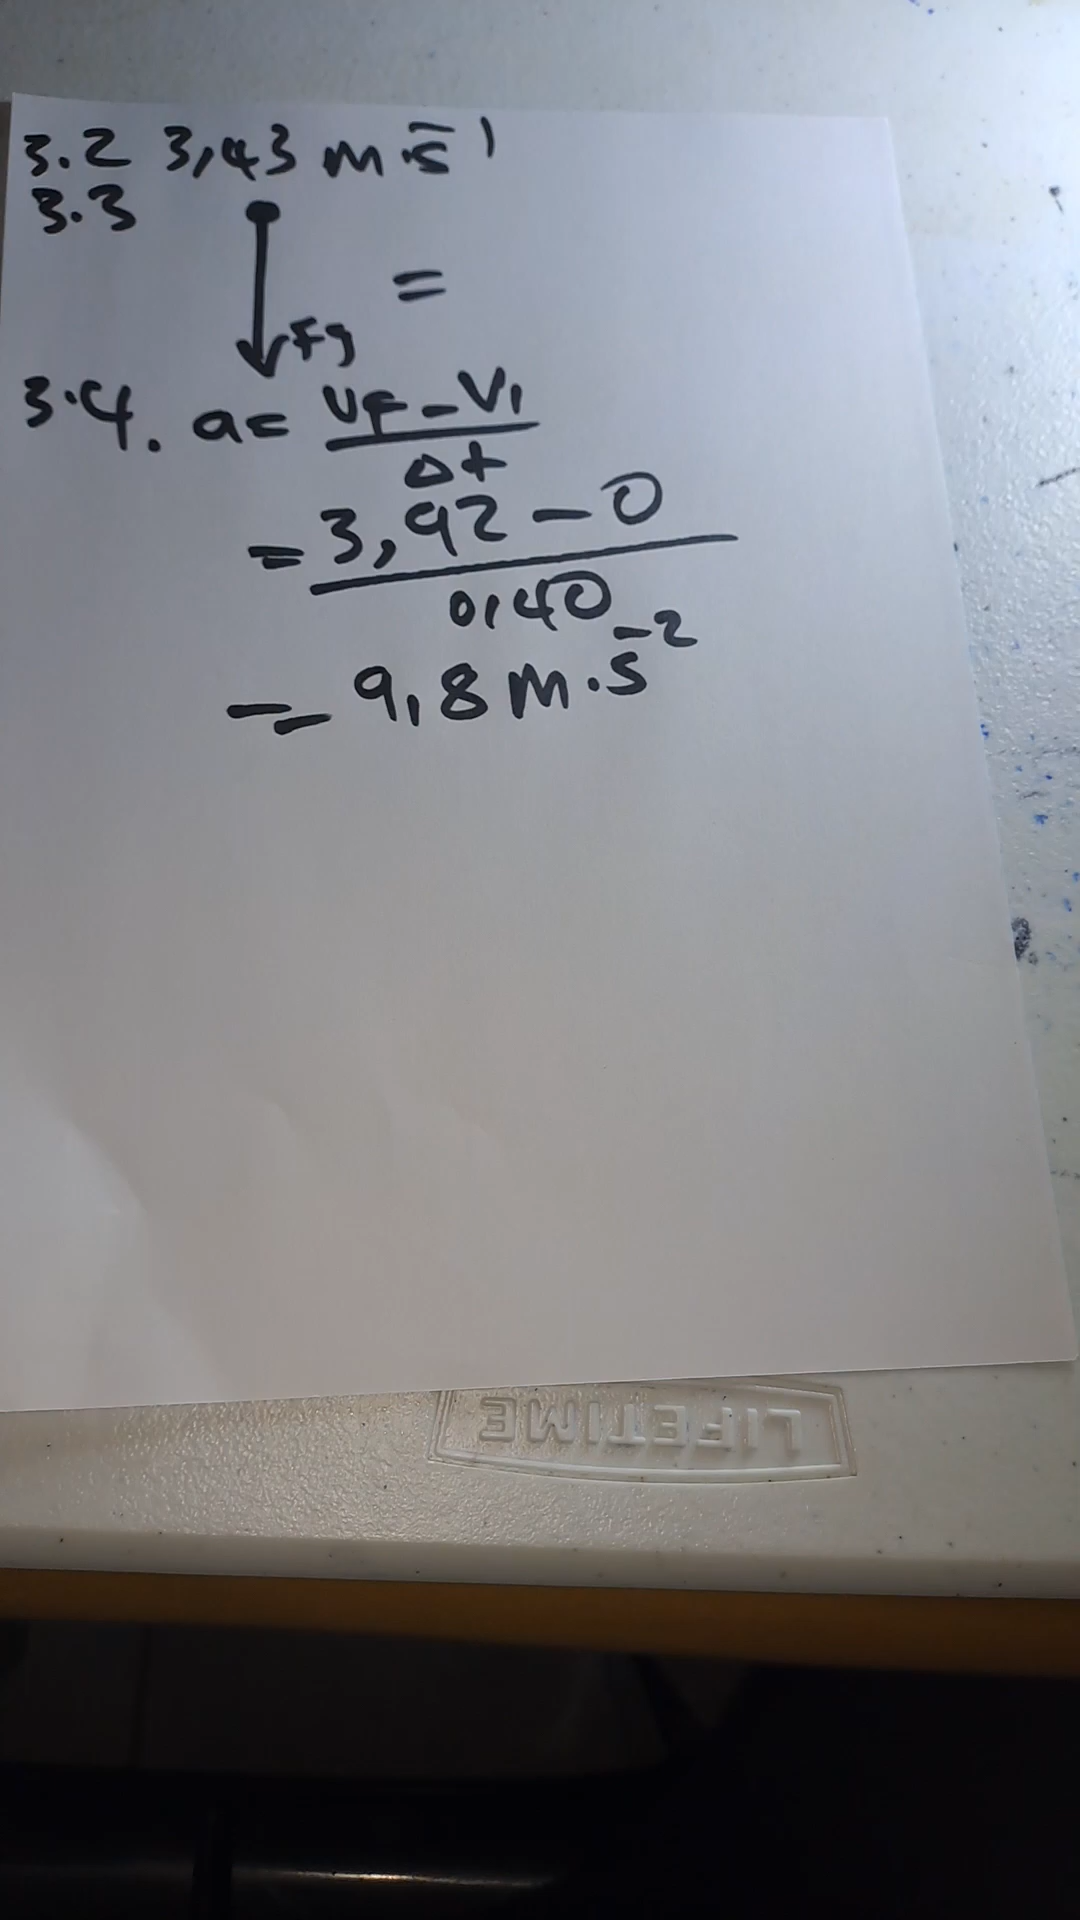 3.2 3,43 m.s⁻¹
3.3
=
Fg
3.4. a = Vf - Vi
Δt
= 3,92 - 0
0,40
= 9,8 m.s⁻²
LIFETIME